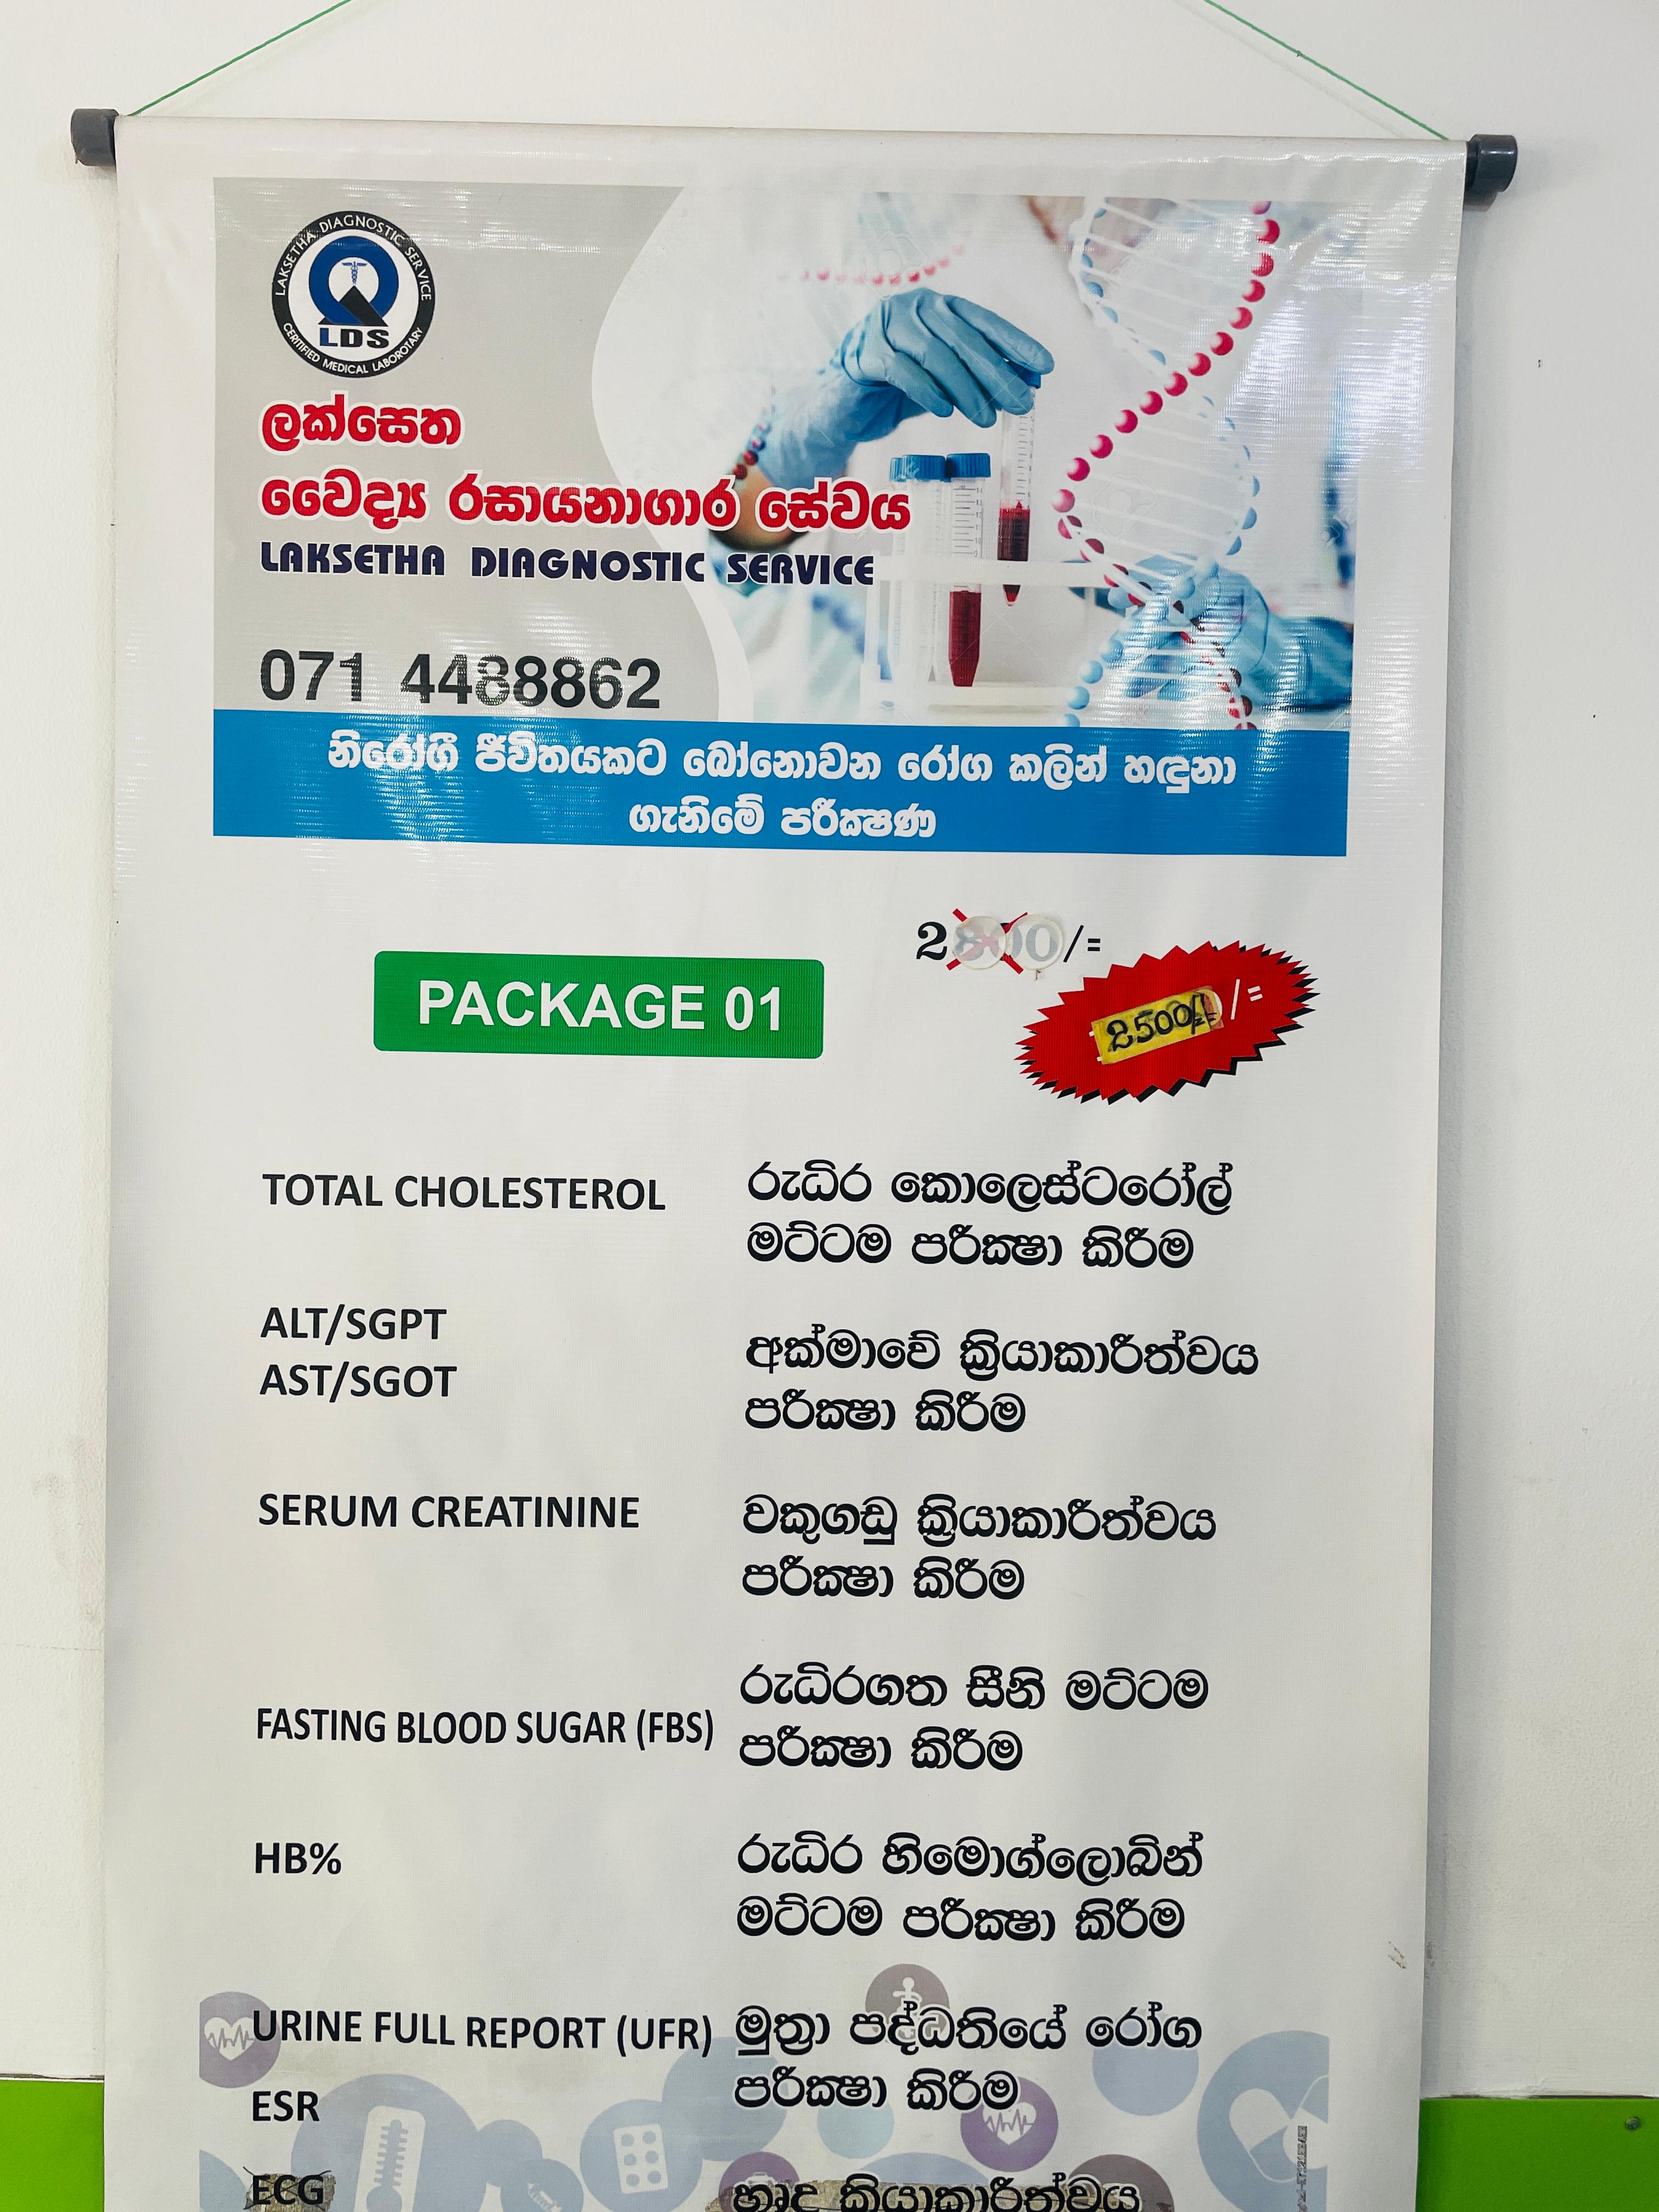 LAKSETHA DIAGNOSTIC SERVICE
LDS
CERTIFIED MEDICAL LABOROTARY
ලක්සෙත
වෛද්‍ය රසායනාගාර සේවය
LAKSETHA DIAGNOSTIC SERVICE
071 4488862
නිරෝගී ජීවිතයකට බෝනොවන රෝග කලින් හඳුනා
ගැනීමේ පරීක්ෂණ
2800/=
PACKAGE 01
2500/= /=
TOTAL CHOLESTEROL
රුධිර කොලෙස්ටරෝල්
මට්ටම පරීක්ෂා කිරීම
ALT/SGPT
AST/SGOT
අක්මාවේ ක්‍රියාකාරීත්වය
පරීක්ෂා කිරීම
SERUM CREATININE
වකුගඩු ක්‍රියාකාරීත්වය
පරීක්ෂා කිරීම
FASTING BLOOD SUGAR (FBS)
රුධිරගත සීනි මට්ටම
පරීක්ෂා කිරීම
HB%
රුධිර හිමොග්ලොබින්
මට්ටම පරීක්ෂා කිරීම
URINE FULL REPORT (UFR)
මුත්‍රා පද්ධතියේ රෝග
පරීක්ෂා කිරීම
ESR
ECG
හෘද ක්‍රියාකාරීත්වය